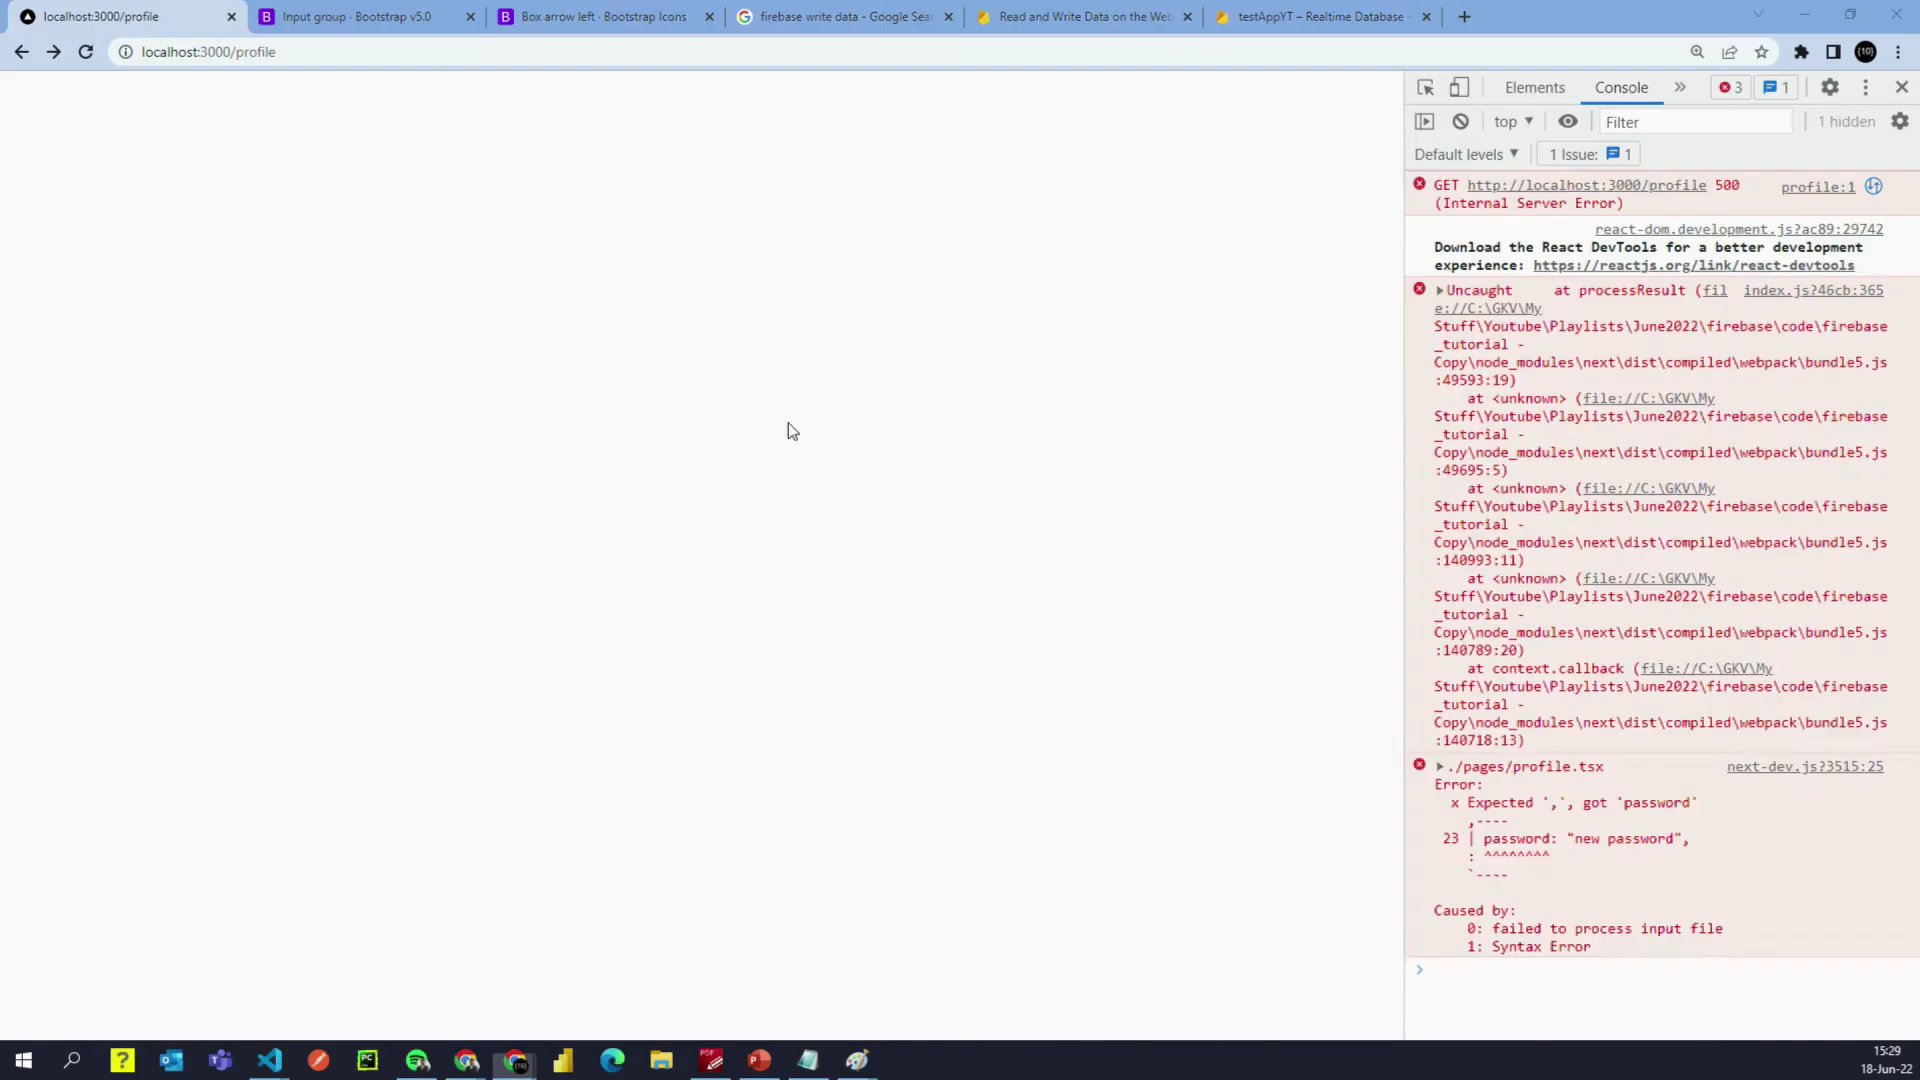 localhost:3000/profile
Input group · Bootstrap v5.0
Box arrow left · Bootstrap Icons
firebase write data - Google Sea
Read and Write Data on the Web
testAppYT – Realtime Database -
localhost:3000/profile
Elements
Console
3
1
top
Filter
1 hidden
Default levels
1 Issue: 1
GET http://localhost:3000/profile 500 profile:1
(Internal Server Error)
react-dom.development.js?ac89:29742
Download the React DevTools for a better development
experience: https://reactjs.org/link/react-devtools
Uncaught at processResult (fil index.js?46cb:365
e://C:\GKV\My
Stuff\Youtube\Playlists\June2022\firebase\code\firebase
_tutorial -
Copy\node_modules\next\dist\compiled\webpack\bundle5.js
:49593:19)
at <unknown> (file://C:\GKV\My
Stuff\Youtube\Playlists\June2022\firebase\code\firebase
_tutorial -
Copy\node_modules\next\dist\compiled\webpack\bundle5.js
:49695:5)
at <unknown> (file://C:\GKV\My
Stuff\Youtube\Playlists\June2022\firebase\code\firebase
_tutorial -
Copy\node_modules\next\dist\compiled\webpack\bundle5.js
:140993:11)
at <unknown> (file://C:\GKV\My
Stuff\Youtube\Playlists\June2022\firebase\code\firebase
_tutorial -
Copy\node_modules\next\dist\compiled\webpack\bundle5.js
:140789:20)
at context.callback (file://C:\GKV\My
Stuff\Youtube\Playlists\June2022\firebase\code\firebase
_tutorial -
Copy\node_modules\next\dist\compiled\webpack\bundle5.js
:140718:13)
./pages/profile.tsx next-dev.js?3515:25
Error:
x Expected ',', got 'password'
,----
23 | password: "new password",
: ^^^^^^^^
`----
Caused by:
0: failed to process input file
1: Syntax Error
15:29
18-Jun-22